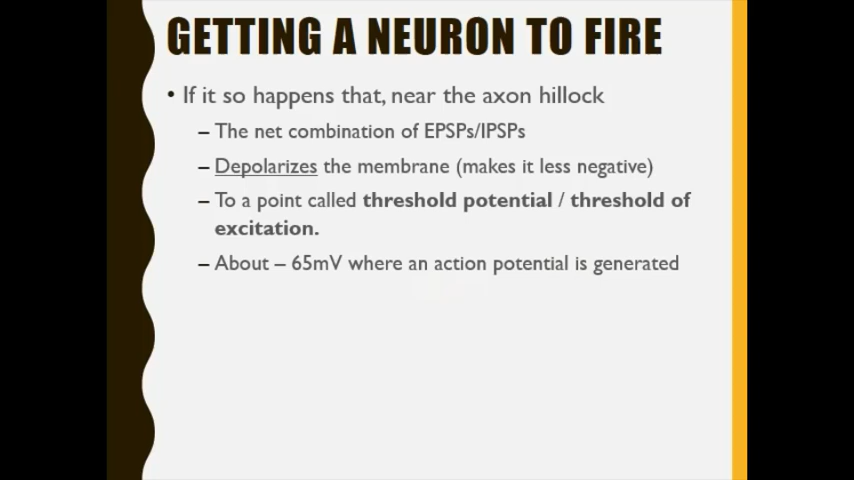 GETTING A NEURON TO FIRE
• If it so happens that, near the axon hillock
– The net combination of EPSPs/IPSPs
– Depolarizes the membrane (makes it less negative)
– To a point called threshold potential / threshold of
excitation.
– About – 65mV where an action potential is generated